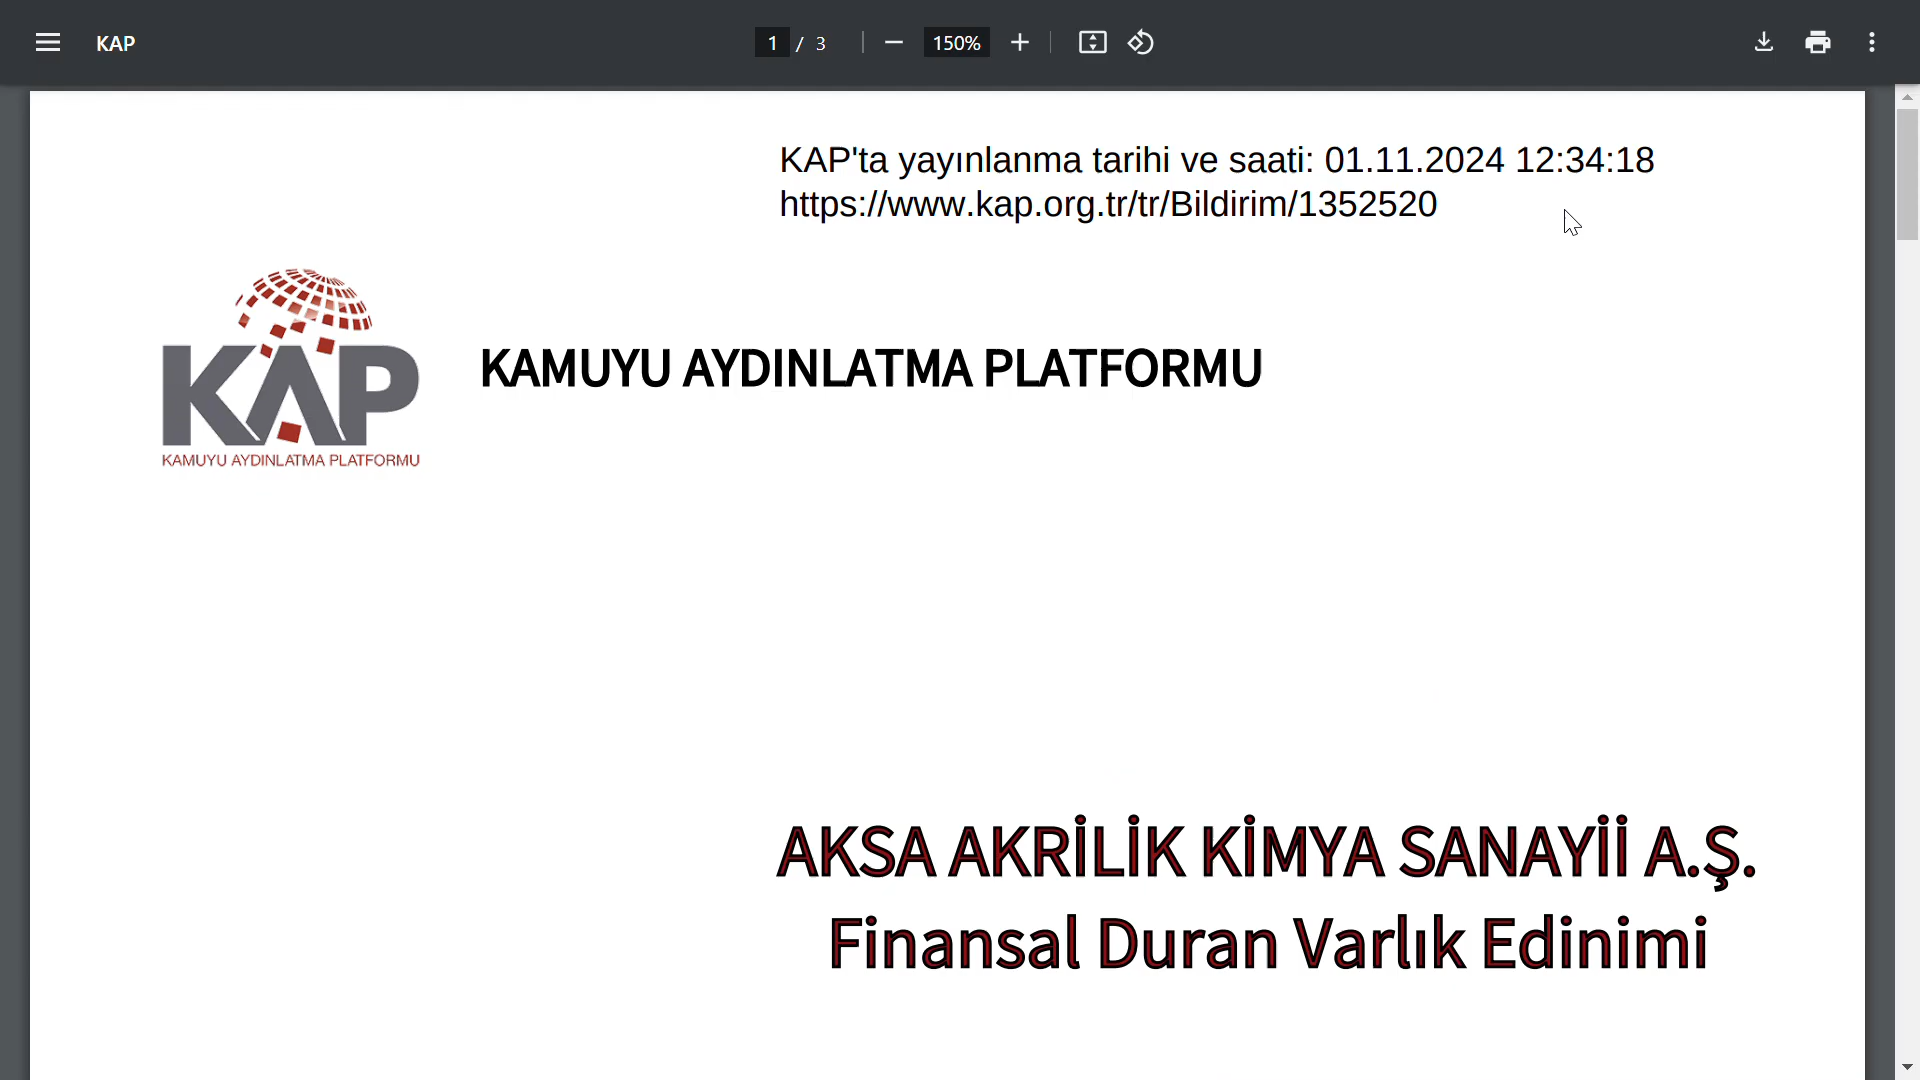 KAP
1 / 3
150%
KAP'ta yayınlanma tarihi ve saati: 01.11.2024 12:34:18
https://www.kap.org.tr/tr/Bildirim/1352520
KAP
KAMUYU AYDINLATMA PLATFORMU
KAMUYU AYDINLATMA PLATFORMU
AKSA AKRİLİK KİMYA SANAYİİ A.Ş.
Finansal Duran Varlık Edinimi